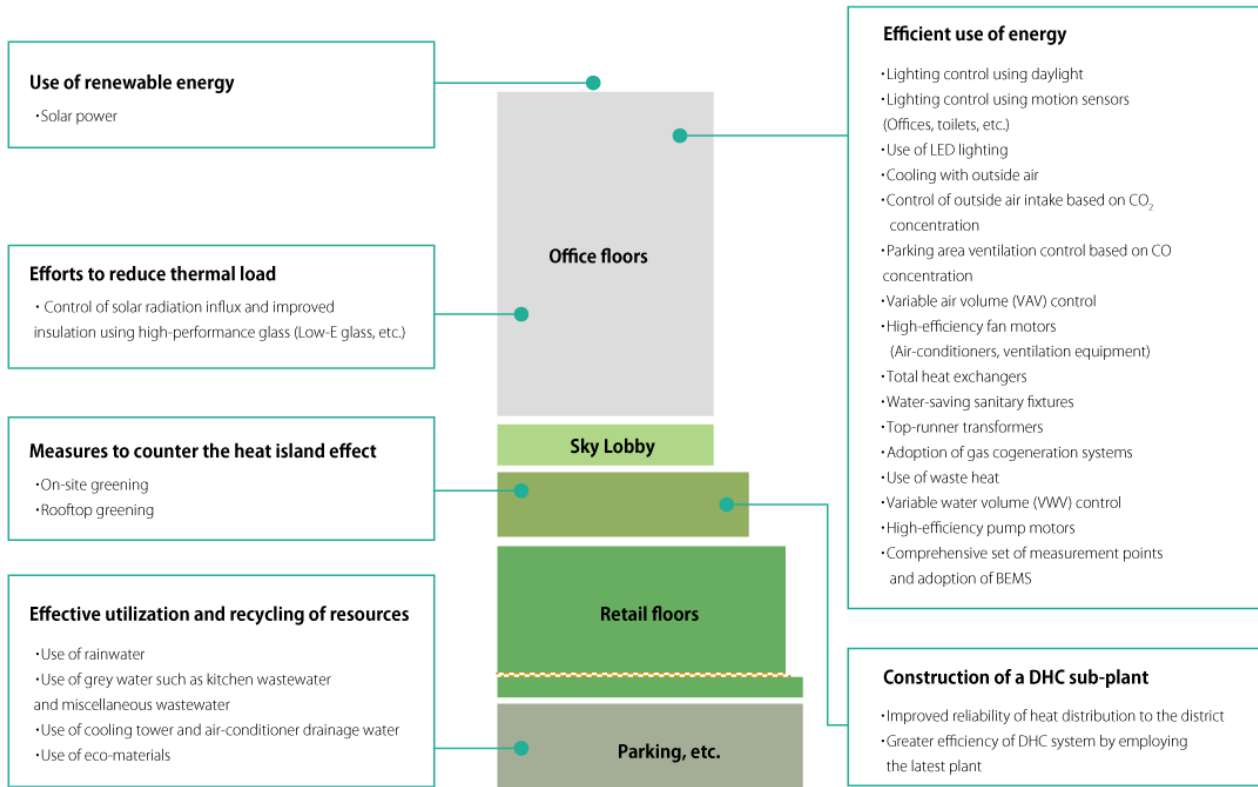 Use of renewable energy
・Solar power
Efforts to reduce thermal load
・ Control of solar radiation influx and improved
insulation using high-performance glass (Low-E glass, etc.)
Measures to counter the heat island effect
・On-site greening
・Rooftop greening
Effective utilization and recycling of resources
・Use of rainwater
・Use of grey water such as kitchen wastewater
and miscellaneous wastewater
・Use of cooling tower and air-conditioner drainage water
・Use of eco-materials
Office floors
Sky Lobby
Retail floors
Parking, etc.
Efficient use of energy
・Lighting control using daylight
・Lighting control using motion sensors
(Offices, toilets, etc.)
・Use of LED lighting
・Cooling with outside air
・Control of outside air intake based on CO₂
concentration
・Parking area ventilation control based on CO
concentration
・Variable air volume (VAV) control
・High-efficiency fan motors
(Air-conditioners, ventilation equipment)
・Total heat exchangers
・Water-saving sanitary fixtures
・Top-runner transformers
・Adoption of gas cogeneration systems
・Use of waste heat
・Variable water volume (VWV) control
・High-efficiency pump motors
・Comprehensive set of measurement points
and adoption of BEMS
Construction of a DHC sub-plant
・Improved reliability of heat distribution to the district
・Greater efficiency of DHC system by employing
the latest plant